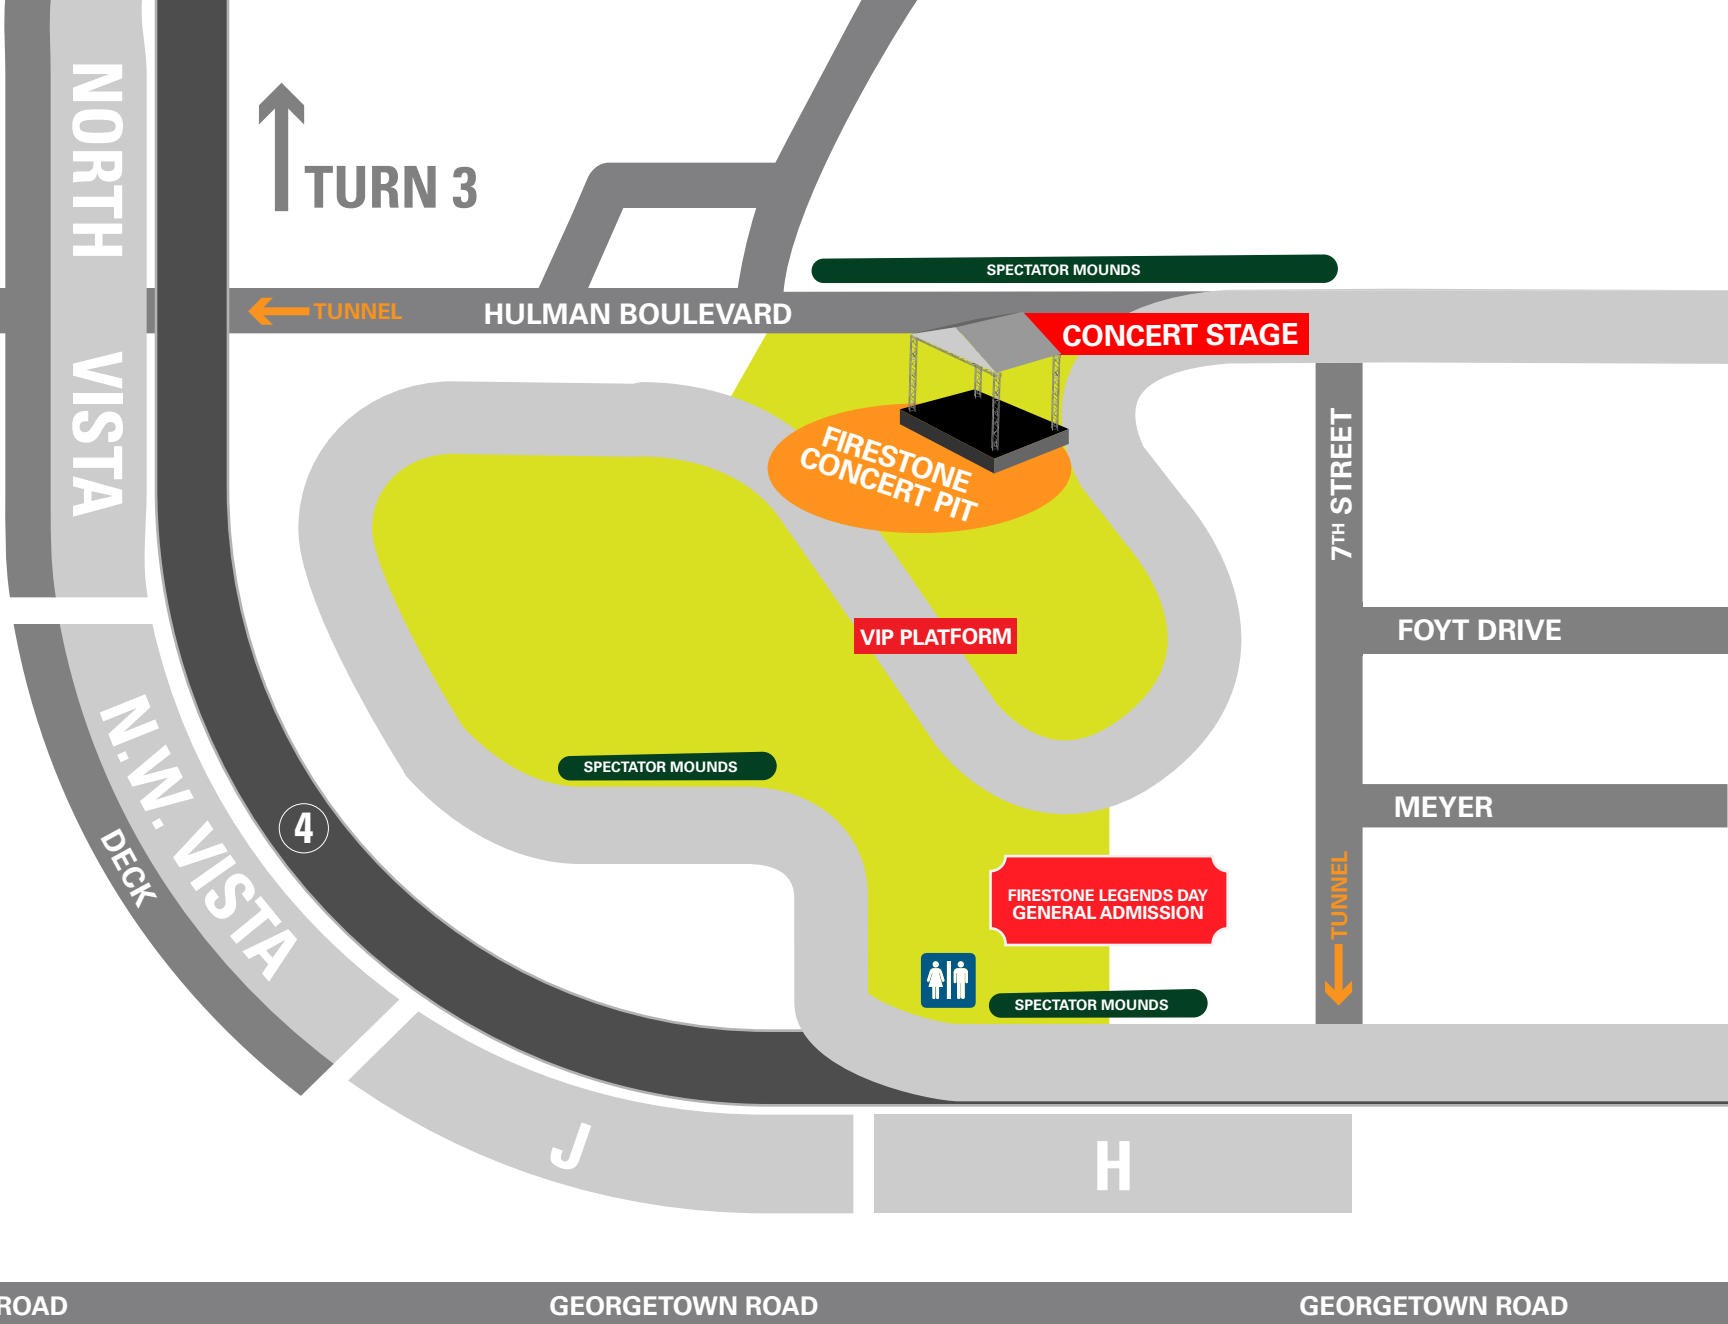 NORTH VISTA
TURN 3
SPECTATOR MOUNDS
TUNNEL
HULMAN BOULEVARD
CONCERT STAGE
FIRESTONE
CONCERT PIT
7TH STREET
VIP PLATFORM
FOYT DRIVE
N.W. VISTA
DECK
SPECTATOR MOUNDS
4
MEYER
TUNNEL
FIRESTONE LEGENDS DAY
GENERAL ADMISSION
SPECTATOR MOUNDS
J
H
ROAD
GEORGETOWN ROAD
GEORGETOWN ROAD